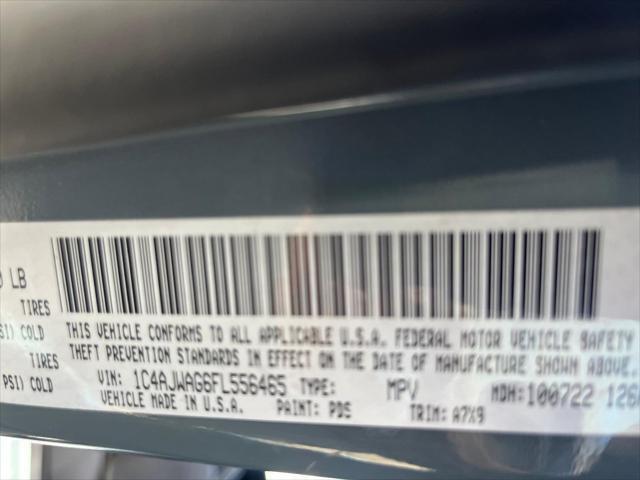 LB
TIRES
COLD
TIRES
PSI) COLD
THIS VEHICLE CONFORMS TO ALL APPLICABLE U.S.A. FEDERAL MOTOR VEHICLE SAFETY
THEFT PREVENTION STANDARDS IN EFFECT ON THE DATE OF MANUFACTURE SHOWN ABOVE.
VIN: 1C4AJWAG6FL556465 TYPE: MPV MDH:100722
VEHICLE MADE IN U.S.A. PAINT: PDS TRIM: A7X9